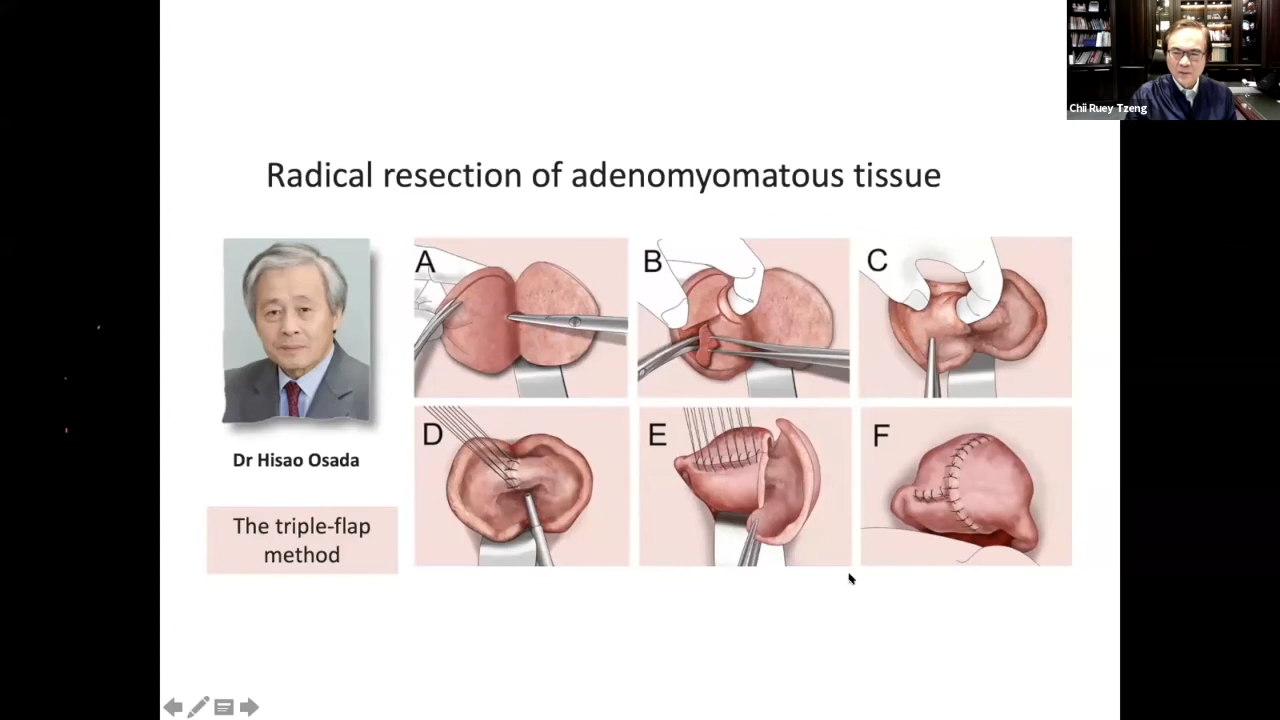 Chii Ruey Tzeng
Radical resection of adenomyomatous tissue
A
B
C
D
E
F
Dr Hisao Osada
The triple-flap
method